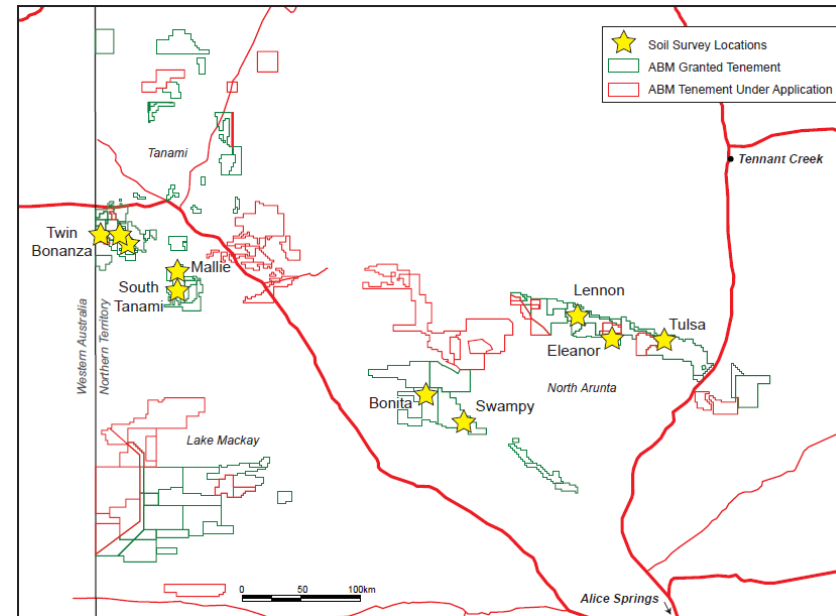 Soil Survey Locations
ABM Granted Tenement
ABM Tenement Under Application
Tanami
Tennant Creek
Twin
Bonanza
Mallie
South
Tanami
Lennon
Tulsa
Eleanor
Western Australia
Northern Territory
North Arunta
Bonita
Swampy
Lake Mackay
0 50 100km
Alice Springs